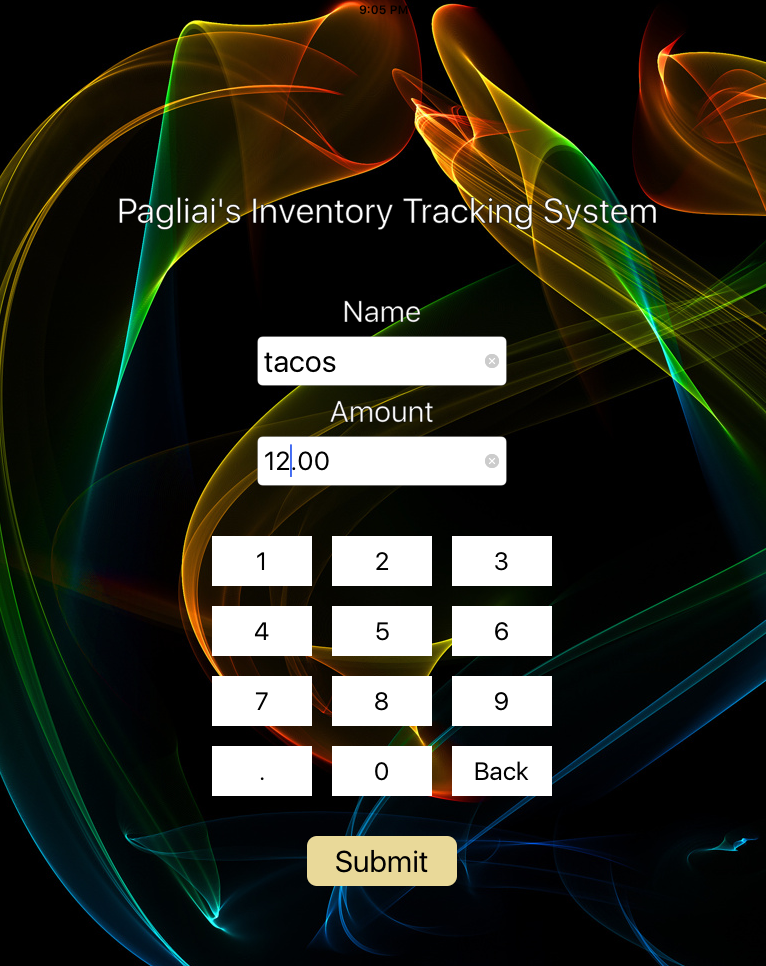 9:05 PM
Pagliai's Inventory Tracking System
Name
tacos
Amount
12.00
1 2 3
4 5 6
7 8 9
. 0 Back
Submit